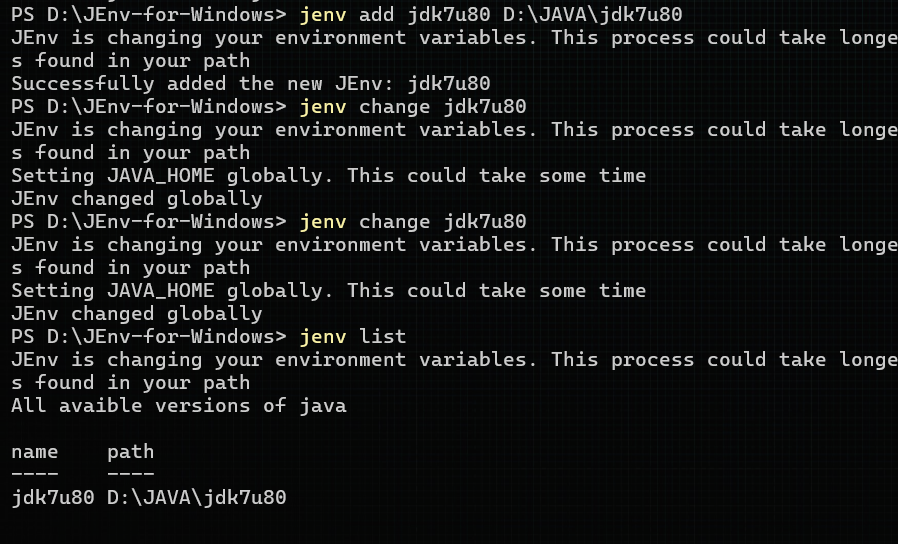 PS D:\JEnv-for-Windows> jenv add jdk7u80 D:\JAVA\jdk7u80
JEnv is changing your environment variables. This process could take longe
s found in your path
Successfully added the new JEnv: jdk7u80
PS D:\JEnv-for-Windows> jenv change jdk7u80
JEnv is changing your environment variables. This process could take longe
s found in your path
Setting JAVA_HOME globally. This could take some time
JEnv changed globally
PS D:\JEnv-for-Windows> jenv change jdk7u80
JEnv is changing your environment variables. This process could take longe
s found in your path
Setting JAVA_HOME globally. This could take some time
JEnv changed globally
PS D:\JEnv-for-Windows> jenv list
JEnv is changing your environment variables. This process could take longe
s found in your path
All avaible versions of java
name    path
----    ----
jdk7u80 D:\JAVA\jdk7u80